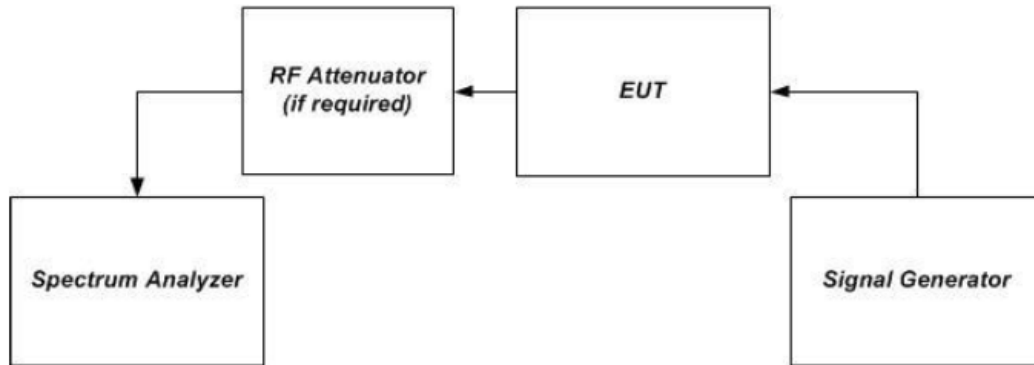 RF Attenuator
(if required)
EUT
Spectrum Analyzer
Signal Generator